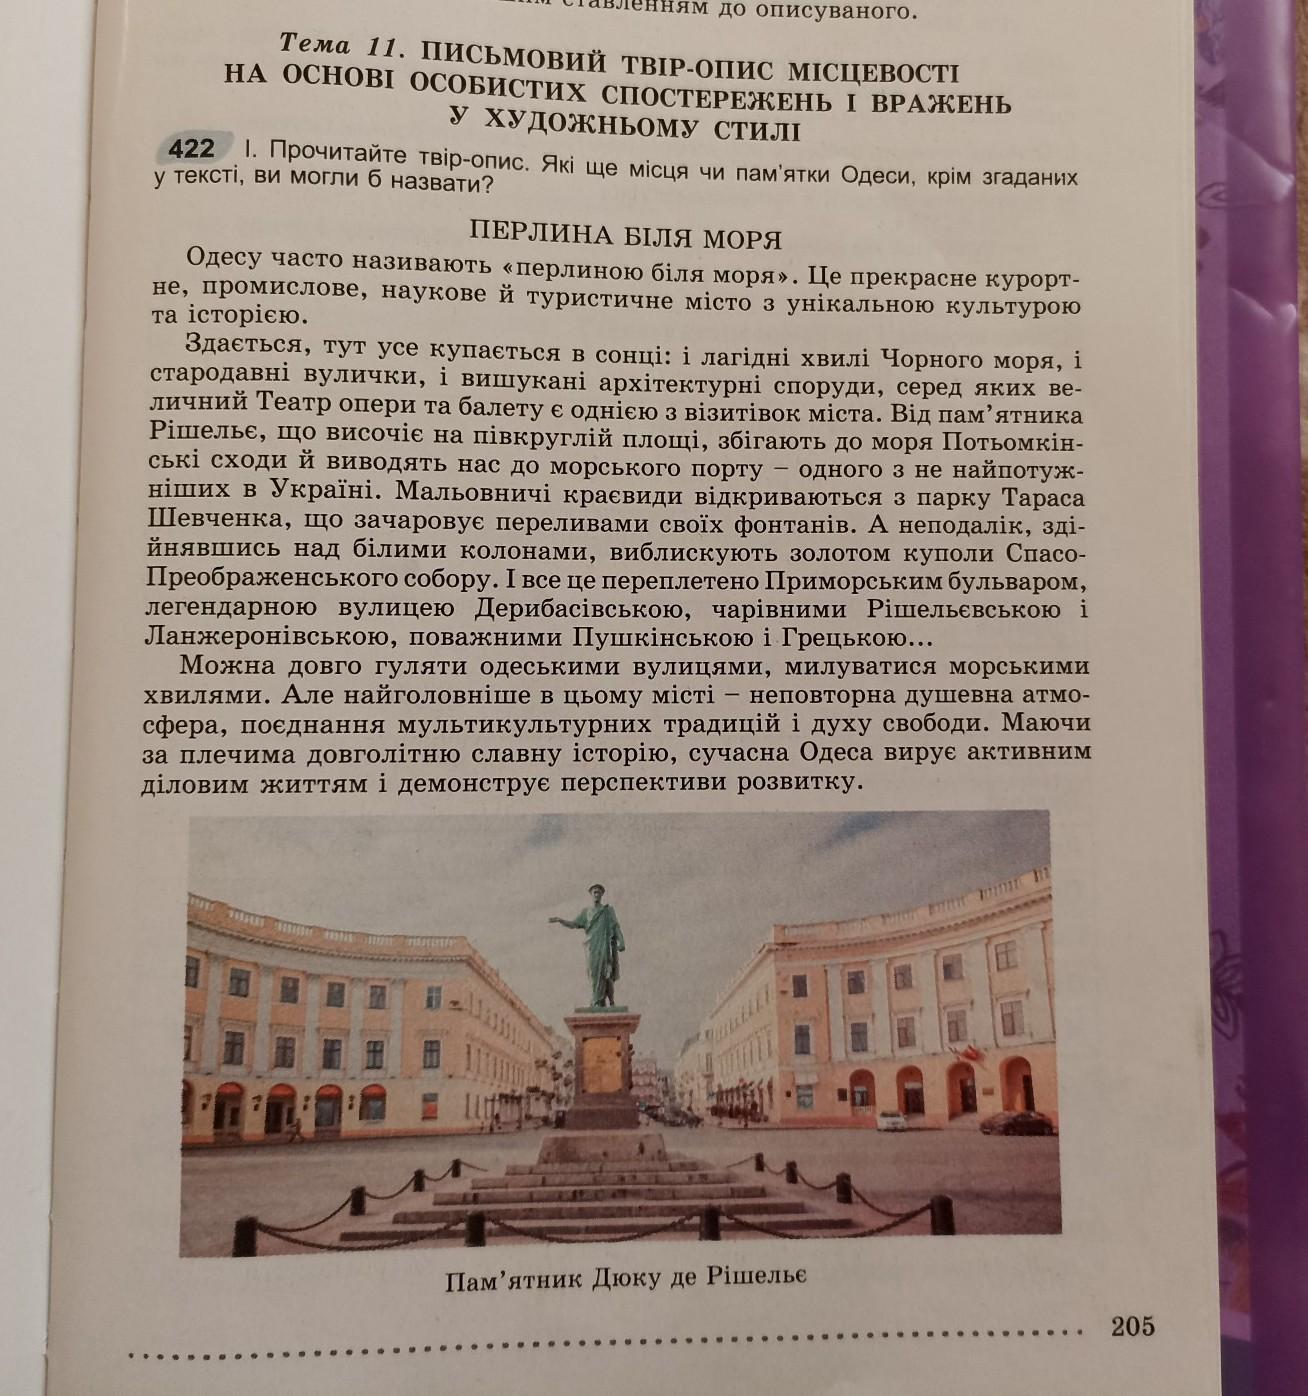 ставленням до описуваного.
Тема 11. ПИСЬМОВИЙ ТВІР-ОПИС МІСЦЕВОСТІ
НА ОСНОВІ ОСОБИСТИХ СПОСТЕРЕЖЕНЬ І ВРАЖЕНЬ
У ХУДОЖНЬОМУ СТИЛІ
422 І. Прочитайте твір-опис. Які ще місця чи пам'ятки Одеси, крім згаданих
у тексті, ви могли б назвати?
ПЕРЛИНА БІЛЯ МОРЯ
Одесу часто називають «перлиною біля моря». Це прекрасне курорт-
не, промислове, наукове й туристичне місто з унікальною культурою
та історією.
Здається, тут усе купається в сонці: і лагідні хвилі Чорного моря, і
стародавні вулички, і вишукані архітектурні споруди, серед яких ве-
личний Театр опери та балету є однією з візитівок міста. Від пам’ятника
Рішельє, що височіє на півкруглій площі, збігають до моря Потьомкін-
ські сходи й виводять нас до морського порту – одного з не найпотуж-
ніших в Україні. Мальовничі краєвиди відкриваються з парку Тараса
Шевченка, що зачаровує переливами своїх фонтанів. А неподалік, зді-
йнявшись над білими колонами, виблискують золотом куполи Спасо-
Преображенського собору. І все це переплетено Приморським бульваром,
легендарною вулицею Дерибасівською, чарівними Рішельєвською і
Ланжеронівською, поважними Пушкінською і Грецькою...
Можна довго гуляти одеськими вулицями, милуватися морськими
хвилями. Але найголовніше в цьому місті – неповторна душевна атмо-
сфера, поєднання мультикультурних традицій і духу свободи. Маючи
за плечима довголітню славну історію, сучасна Одеса вирує активним
діловим життям і демонструє перспективи розвитку.
Пам’ятник Дюку де Рішельє
205